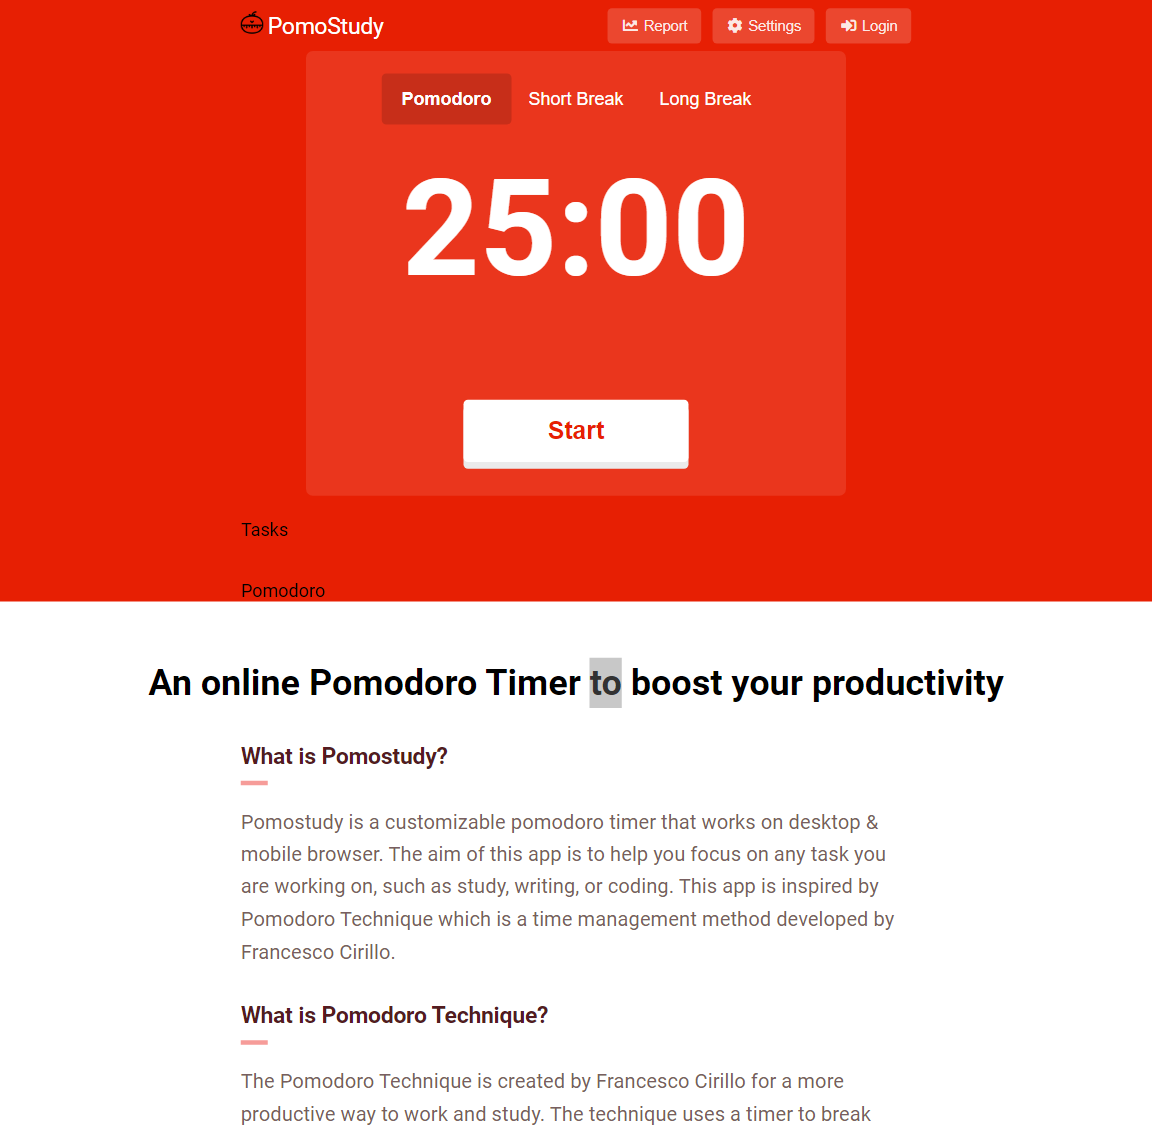 PomoStudy
Report
Settings
Login
Pomodoro
Short Break
Long Break
25:00
Start
Tasks
Pomodoro
An online Pomodoro Timer to boost your productivity
What is Pomostudy?
Pomostudy is a customizable pomodoro timer that works on desktop &
mobile browser. The aim of this app is to help you focus on any task you
are working on, such as study, writing, or coding. This app is inspired by
Pomodoro Technique which is a time management method developed by
Francesco Cirillo.
What is Pomodoro Technique?
The Pomodoro Technique is created by Francesco Cirillo for a more
productive way to work and study. The technique uses a timer to break